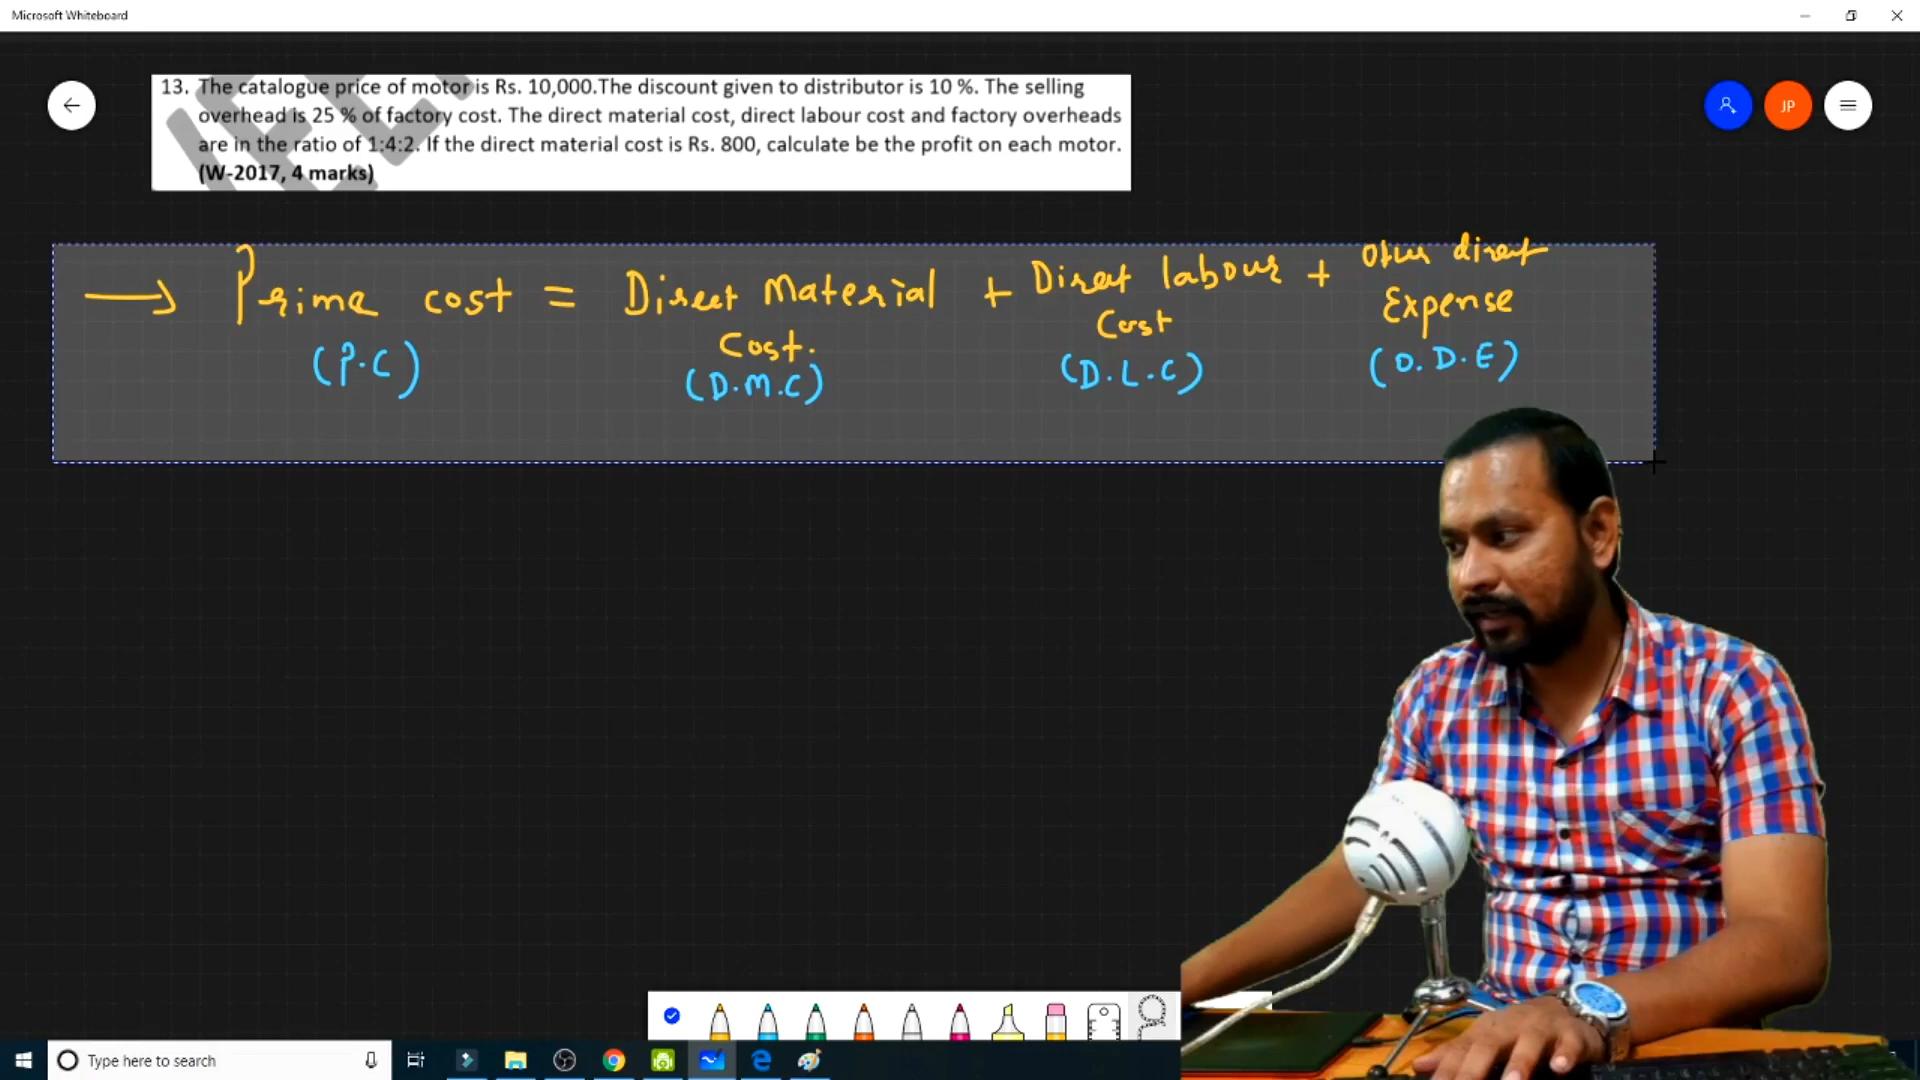 Microsoft Whiteboard
13. The catalogue price of motor is Rs. 10,000.The discount given to distributor is 10 %. The selling
overhead is 25 % of factory cost. The direct material cost, direct labour cost and factory overheads
are in the ratio of 1:4:2. If the direct material cost is Rs. 800, calculate be the profit on each motor.
(W-2017, 4 marks)
JP
→ Prime cost = Direct Material + Direct labour + Other direct
Cost. Cost Expense
(P.C) (D.M.C) (D.L.C) (O.D.E)
Type here to search